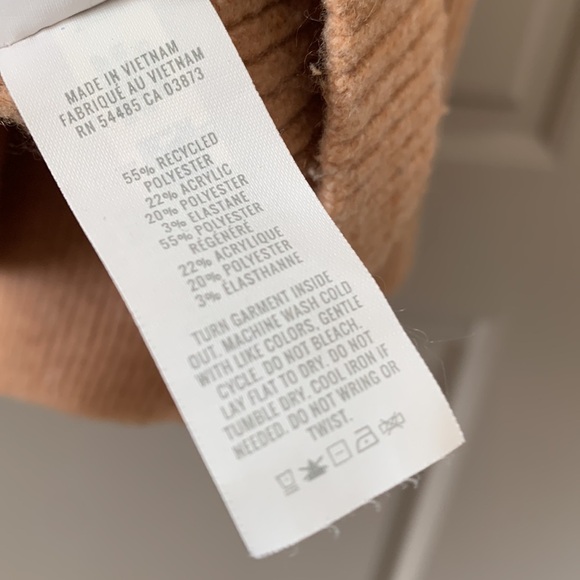 MADE IN VIETNAM
FABRIQUÉ AU VIETNAM
RN 54485 CA 03873
55% RECYCLED
POLYESTER
22% ACRYLIC
20% POLYESTER
3% ELASTANE
55% POLYESTER
RÉGÉNÉRÉ
22% ACRYLIQUE
20% POLYESTER
3% ÉLASTHANNE
TURN GARMENT INSIDE
OUT. MACHINE WASH COLD
WITH LIKE COLORS, GENTLE
CYCLE. DO NOT BLEACH.
LAY FLAT TO DRY. DO NOT
TUMBLE DRY. COOL IRON IF
NEEDED. DO NOT WRING OR
TWIST.